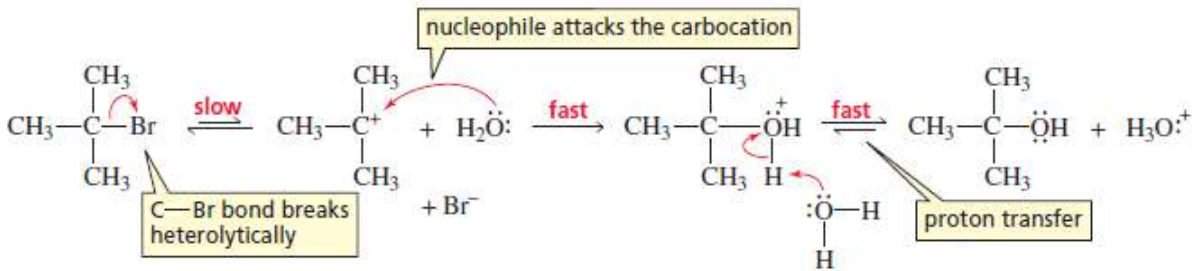 nucleophile attacks the carbocation
CH3 CH3 CH3 CH3
CH3—C—Br slow CH3—C+ + H2Ö: fast CH3—C—ÖH+ fast CH3—C—ÖH + H3O:+
CH3 CH3 CH3 H CH3
C—Br bond breaks
heterolytically
+ Br−
:Ö—H
H
proton transfer